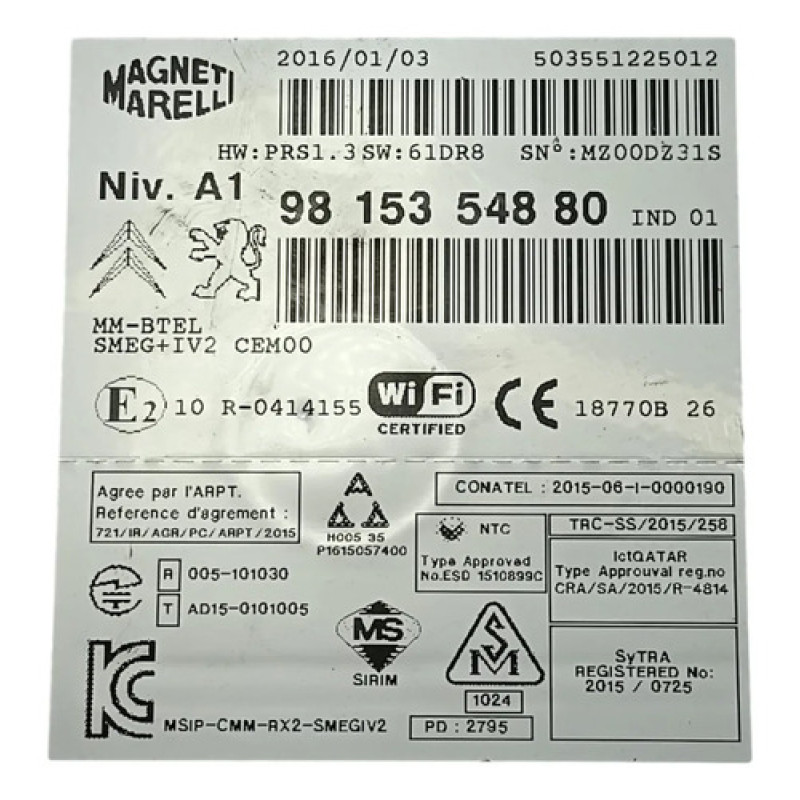 MAGNETI
MARELLI
2016/01/03 503551225012
HW:PRS1.3 SW:61DR8 SNº:MZ00DZ31S
Niv. A1
98 153 548 80 IND 01
MM-BTEL
SMEG+IV2 CEM00
E2 10 R-0414155 WiFi CERTIFIED CE 18770B 26
Agree par l'ARPT.
Reference d'agrement :
721/IR/AGR/PC/ARPT/2015
H005 35
P1615057400
CONATEL : 2015-06-I-0000190
NTC
Type Approved
No.ESD 1510899C
TRC-SS/2015/258
IctQATAR
Type Approuval reg.no
CRA/SA/2015/R-4814
R 005-101030
T AD15-0101005
MS
SIRIM
S
M
1024
SyTRA
REGISTERED No:
2015 / 0725
KC
MSIP-CMM-RX2-SMEGIV2
PD : 2795